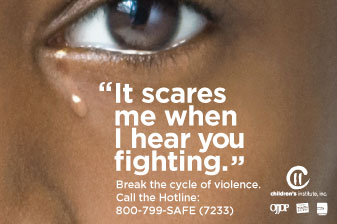 “It scares
me when
I hear you
fighting.”
Break the cycle of violence.
Call the Hotline:
800-799-SAFE (7233)
children's institute, inc.
OJJDP